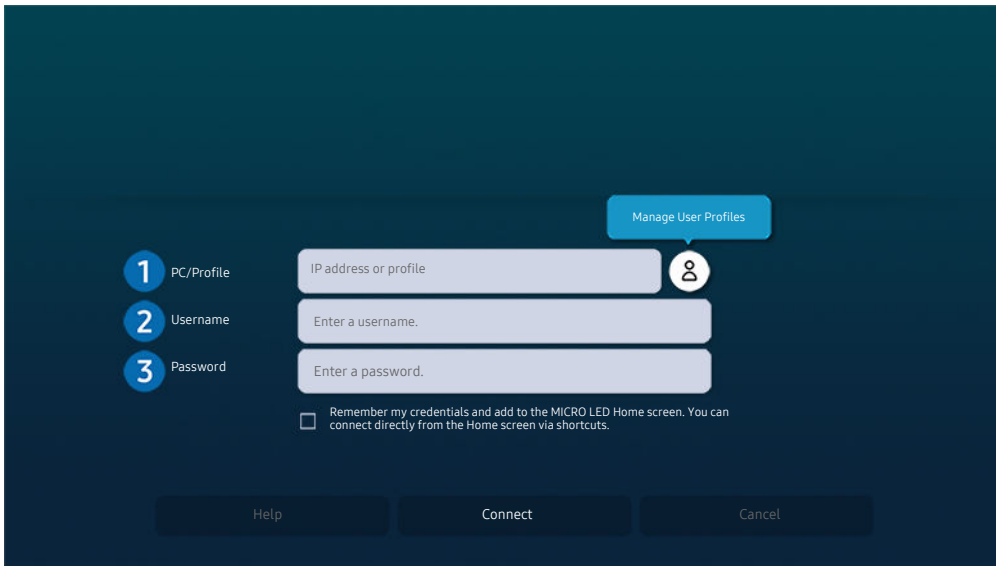 Manage User Profiles
1 PC/Profile IP address or profile
2 Username Enter a username.
3 Password Enter a password.
Remember my credentials and add to the MICRO LED Home screen. You can
connect directly from the Home screen via shortcuts.
Help Connect Cancel